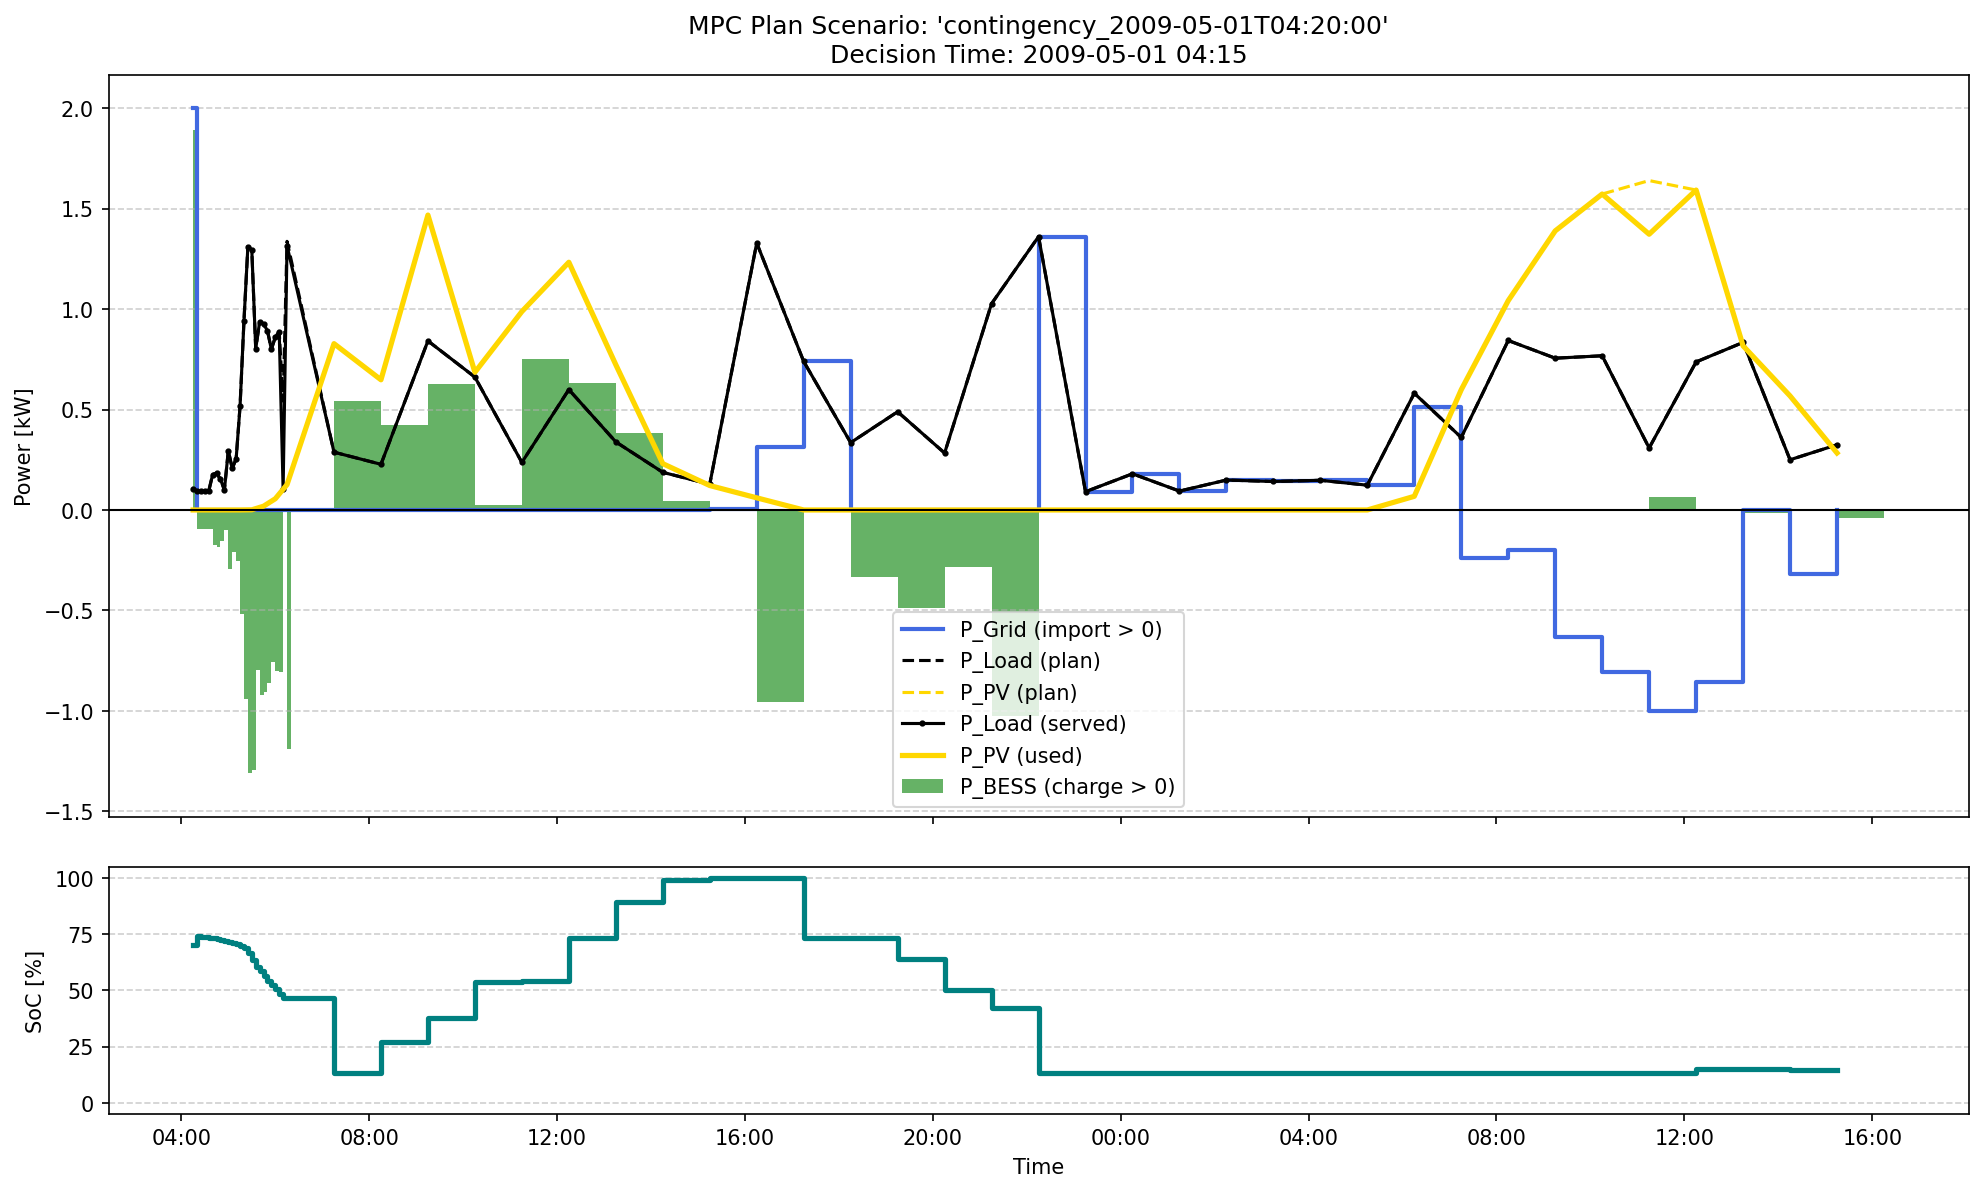 MPC Plan Scenario: 'contingency_2009-05-01T04:20:00'
Decision Time: 2009-05-01 04:15
Power [kW]
2.0
1.5
1.0
0.5
0.0
−0.5
−1.0
−1.5
P_Grid (import > 0)
P_Load (plan)
P_PV (plan)
P_Load (served)
P_PV (used)
P_BESS (charge > 0)
SoC [%]
100
75
50
25
0
04:00 08:00 12:00 16:00 20:00 00:00 04:00 08:00 12:00 16:00
Time